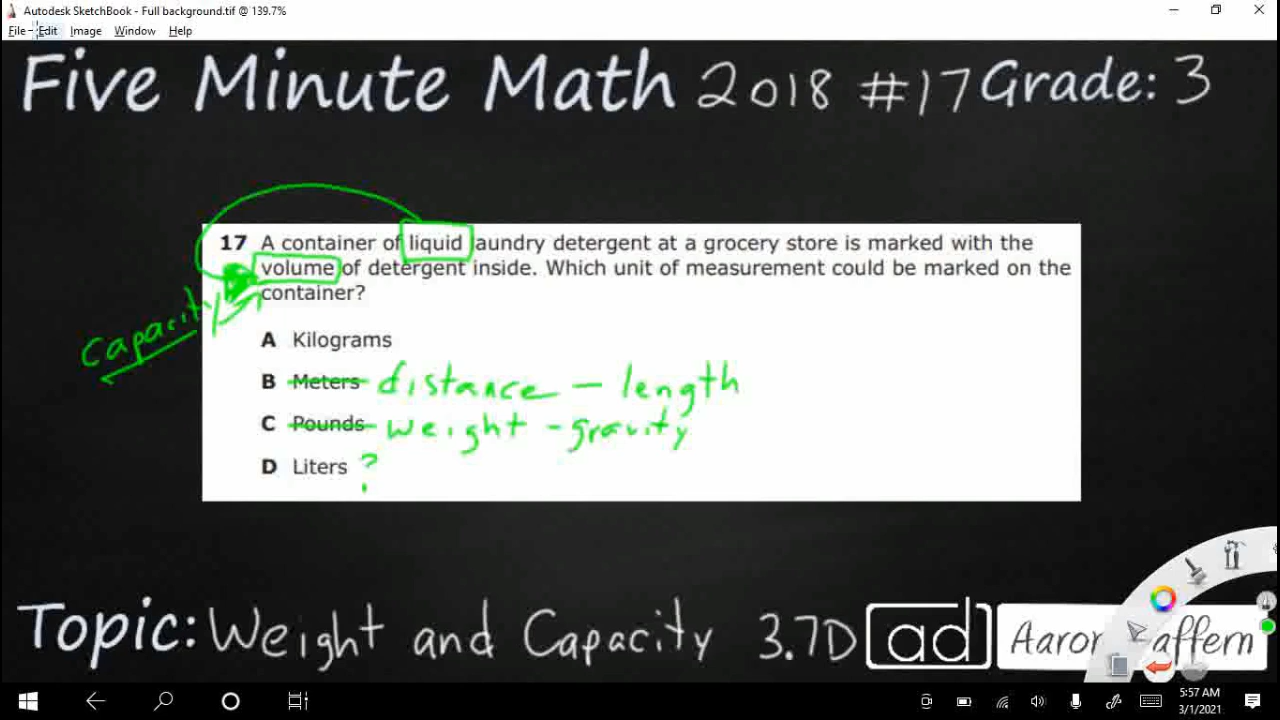 Autodesk SketchBook - Full background.tif @ 139.7%
File Edit Image Window Help
Five Minute Math 2018 #17 Grade: 3
17 A container of liquid laundry detergent at a grocery store is marked with the
volume of detergent inside. Which unit of measurement could be marked on the
container?
Capacity
A Kilograms
B Meters distance - length
C Pounds - weight - gravity
D Liters ?
Topic: Weight and Capacity 3.7D ad Aaron affern
5:57 AM
3/1/2021